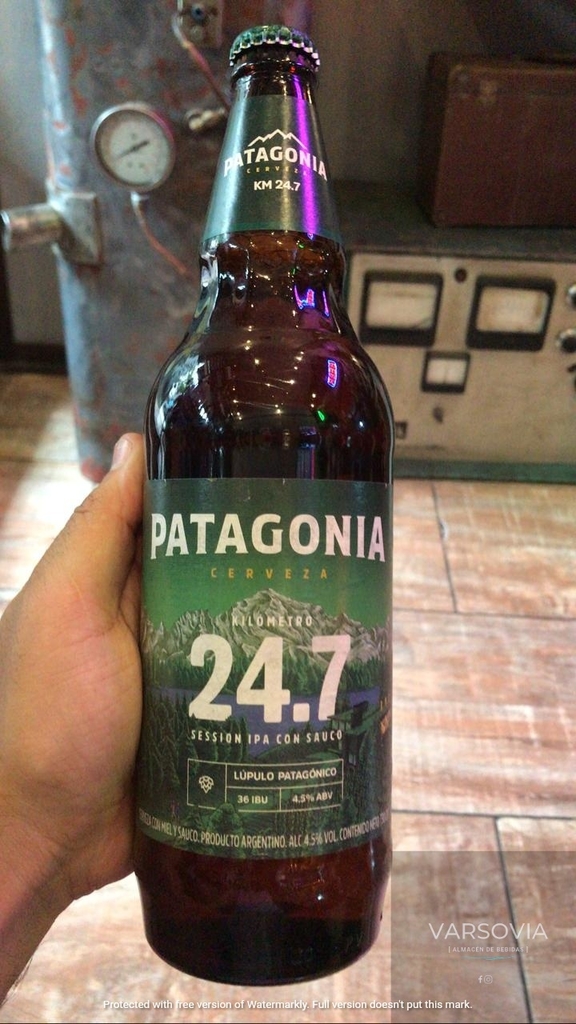 PATAGONIA
CERVEZA
KM 24.7
PATAGONIA
CERVEZA
KILOMETRO
24.7
SESSION IPA CON SAUCO
LÚPULO PATAGÓNICO
36 IBU
4.5% ABV
CON MIEL Y SAUCO. PRODUCTO ARGENTINO. ALC 4.5% VOL. CONTENIDO NETO
VARSOVIA
[ ALMACÉN DE BEBIDAS ]
Protected with free version of Watermarkly. Full version doesn't put this mark.